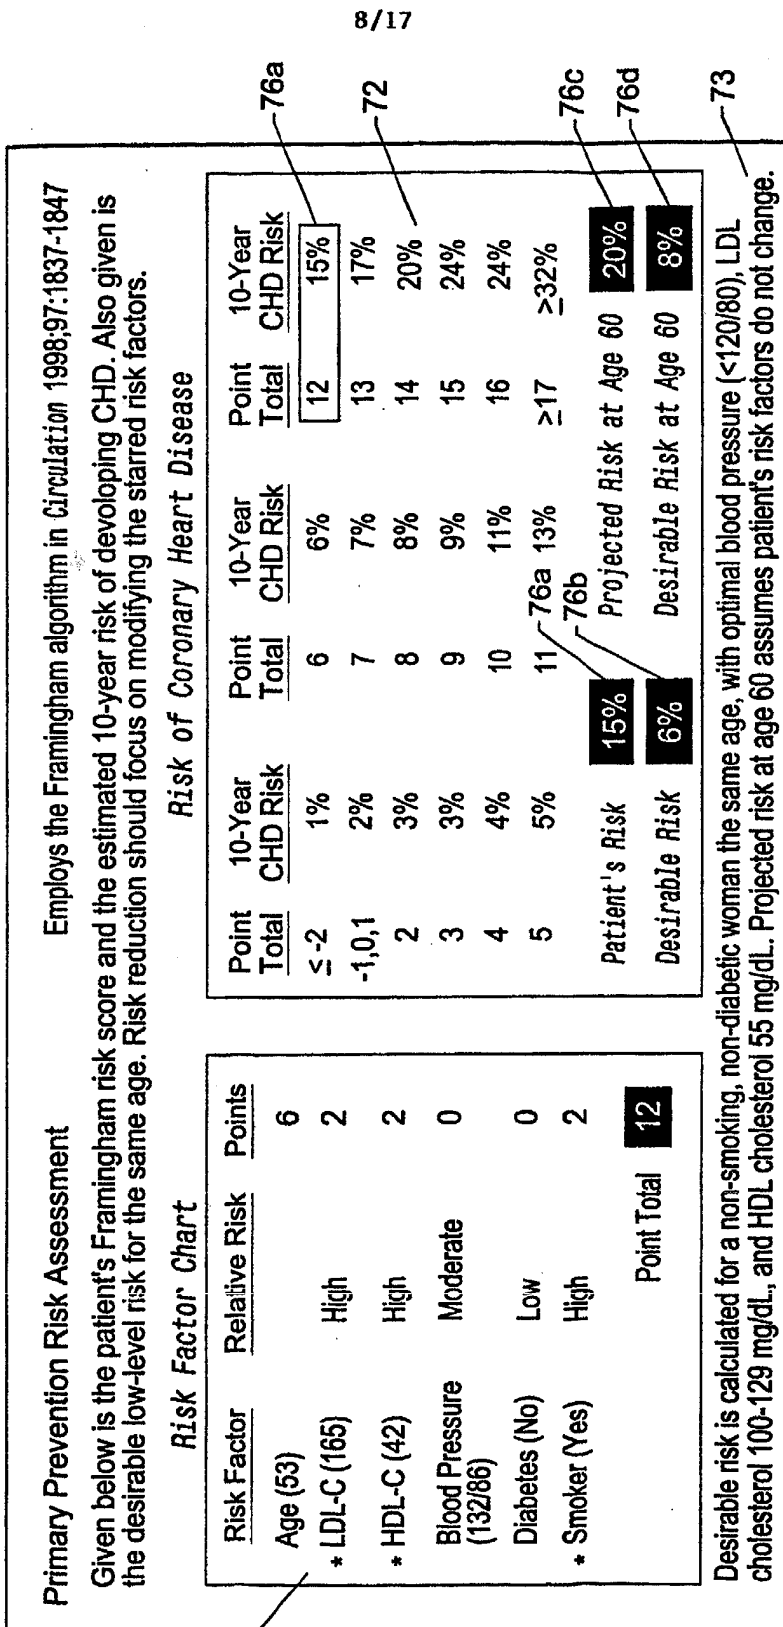 8/17
Primary Prevention Risk Assessment Employs the Framingham algorithm in Circulation 1998;97:1837-1847
Given below is the patient's Framingham risk score and the estimated 10-year risk of devoloping CHD. Also given is
the desirable low-level risk for the same age. Risk reduction should focus on modifying the starred risk factors.
Risk Factor Chart
Risk Factor Relative Risk Points
Age (53) 6
* LDL-C (165) High 2
* HDL-C (42) High 2
Blood Pressure Moderate 0
(132/86)
Diabetes (No) Low 0
* Smoker (Yes) High 2
Point Total 12
Risk of Coronary Heart Disease
Point 10-Year Point 10-Year Point 10-Year
Total CHD Risk Total CHD Risk Total CHD Risk
≤ -2 1% 6 6% 12 15% 76a
-1,0,1 2% 7 7% 13 17%
2 3% 8 8% 14 20% 72
3 3% 9 9% 15 24%
4 4% 10 11% 16 24%
5 5% 11 13% ≥17 ≥32%
76a
76b
Patient's Risk 15% Projected Risk at Age 60 20% 76c
Desirable Risk 6% Desirable Risk at Age 60 8% 76d
Desirable risk is calculated for a non-smoking, non-diabetic woman the same age, with optimal blood pressure (<120/80), LDL
cholesterol 100-129 mg/dL, and HDL cholesterol 55 mg/dL. Projected risk at age 60 assumes patient's risk factors do not change.
73